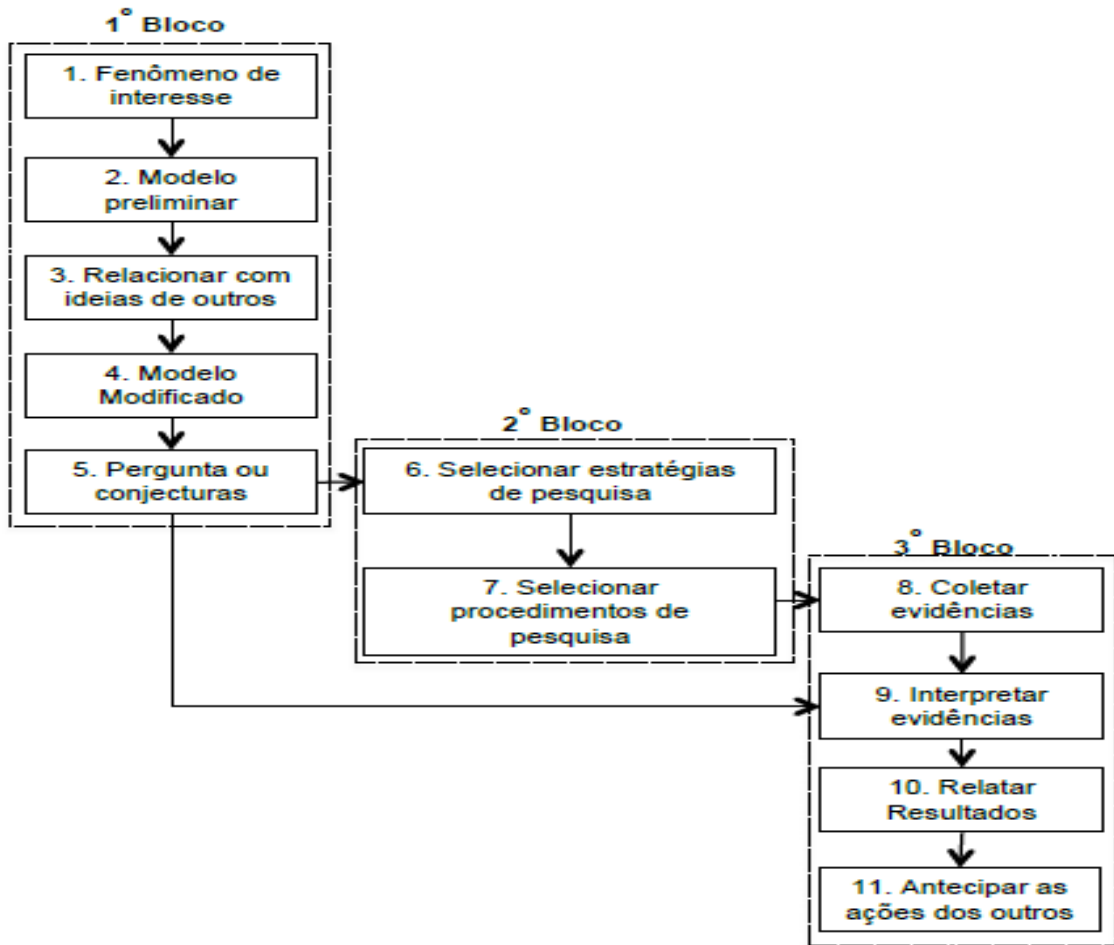 1° Bloco
1. Fenômeno de
interesse
2. Modelo
preliminar
3. Relacionar com
ideias de outros
4. Modelo
Modificado
5. Pergunta ou
conjecturas
2° Bloco
6. Selecionar estratégias
de pesquisa
7. Selecionar
procedimentos de
pesquisa
3° Bloco
8. Coletar
evidências
9. Interpretar
evidências
10. Relatar
Resultados
11. Antecipar as
ações dos outros